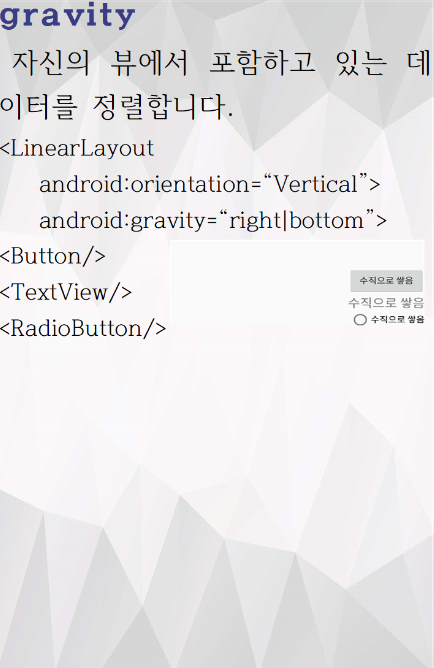 gravity
자신의 뷰에서 포함하고 있는 데
이터를 정렬합니다.
<LinearLayout
android:orientation=“Vertical”>
android:gravity=“right|bottom”>
<Button/>
<TextView/>
<RadioButton/>
수직으로 쌓음
수직으로 쌓음
수직으로 쌓음